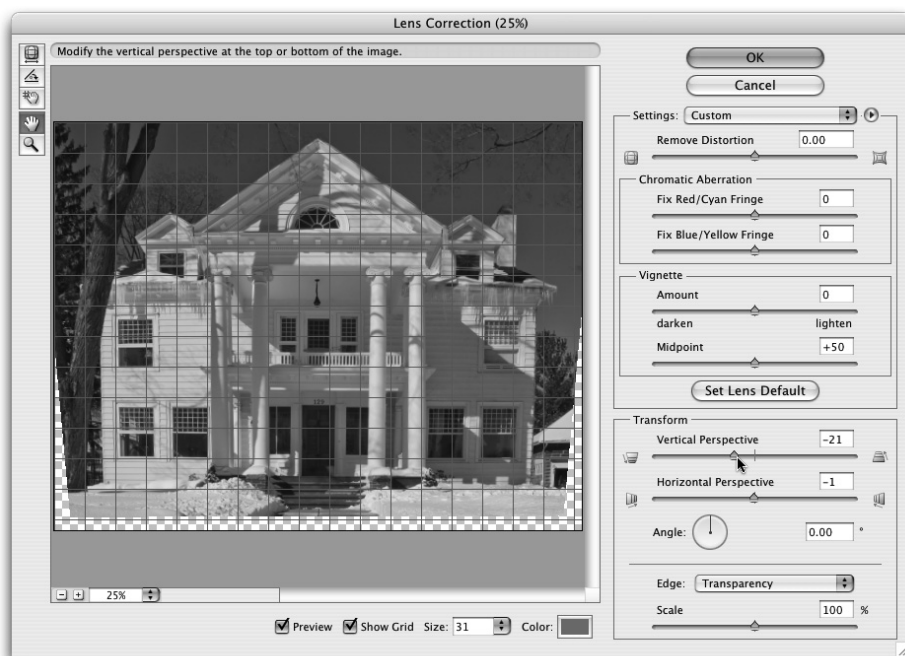 Lens Correction (25%)
Modify the vertical perspective at the top or bottom of the image.
OK
Cancel
Settings: Custom
Remove Distortion 0.00
Chromatic Aberration
Fix Red/Cyan Fringe 0
Fix Blue/Yellow Fringe 0
Vignette
Amount 0
darken lighten
Midpoint +50
Set Lens Default
Transform
Vertical Perspective -21
Horizontal Perspective -1
Angle: 0.00 °
Edge: Transparency
Scale 100 %
25%
Preview Show Grid Size: 31 Color: